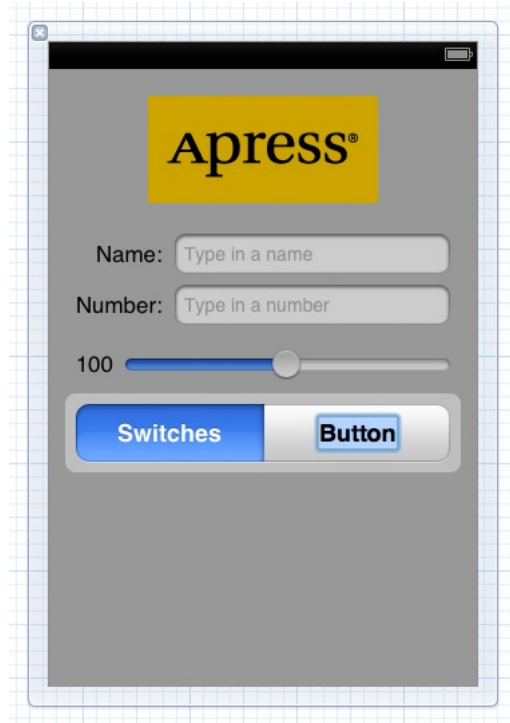 Apress®
Name: Type in a name
Number: Type in a number
100
Switches Button